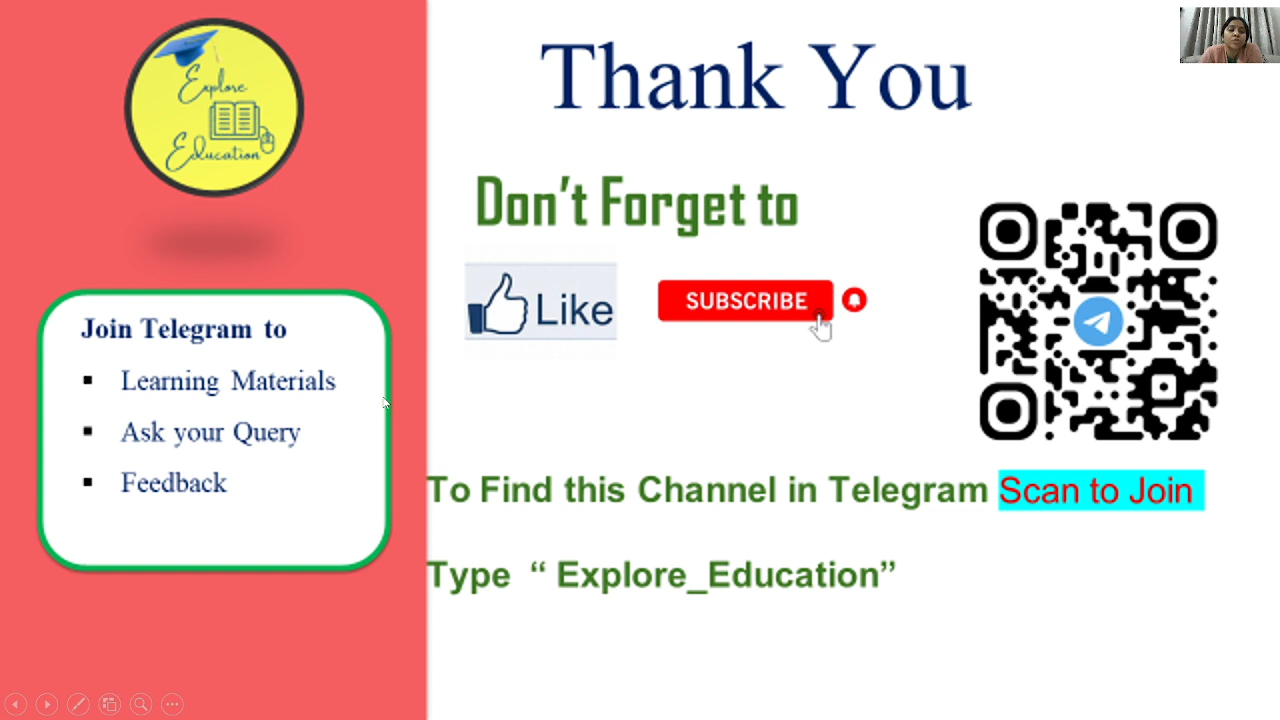 Explore
Education
Join Telegram to
Learning Materials
Ask your Query
Feedback
Thank You
Don't Forget to
Like
SUBSCRIBE
To Find this Channel in Telegram Scan to Join
Type “ Explore_Education”